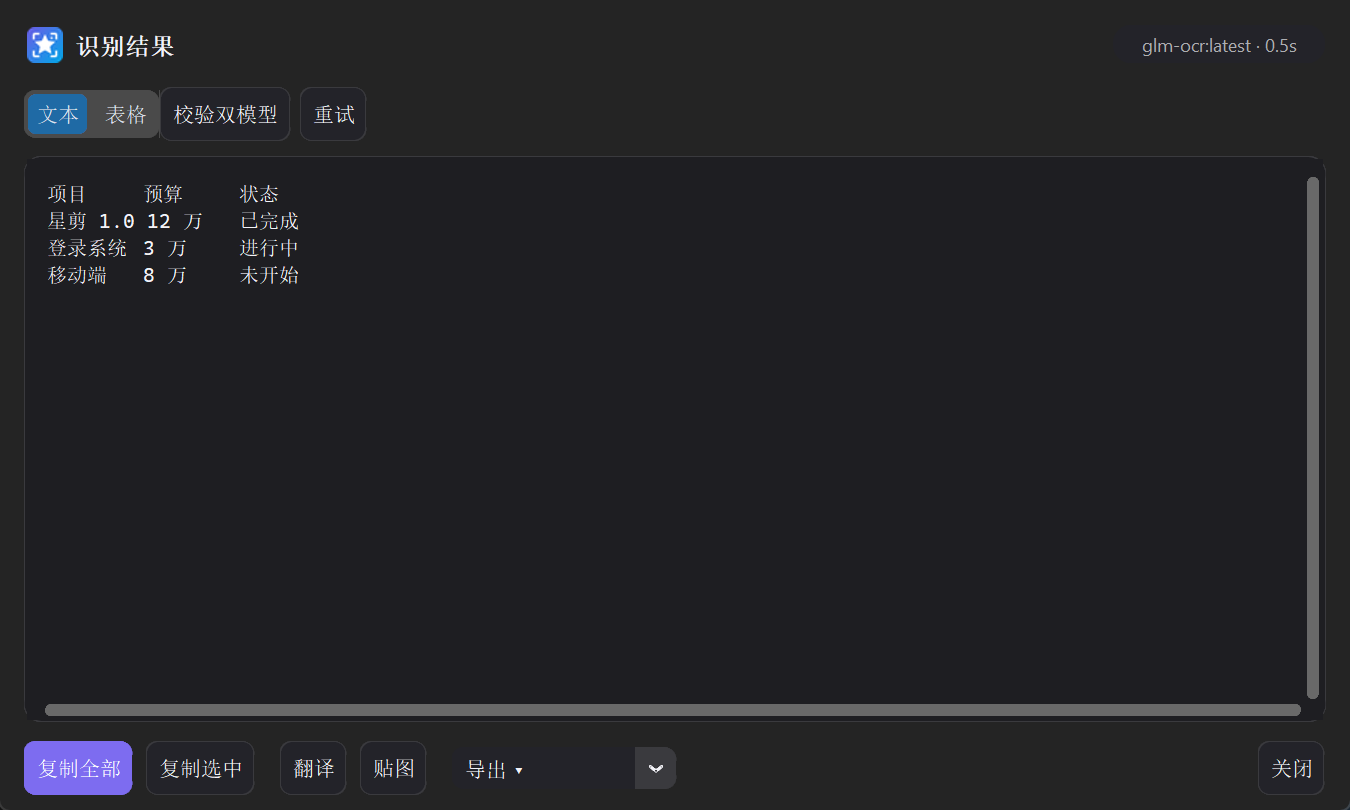 识别结果
glm-ocr:latest · 0.5s
文本 表格 校验双模型 重试
项目 预算 状态
星剪 1.0 12 万 已完成
登录系统 3 万 进行中
移动端 8 万 未开始
复制全部 复制选中 翻译 贴图 导出 ▾ 关闭